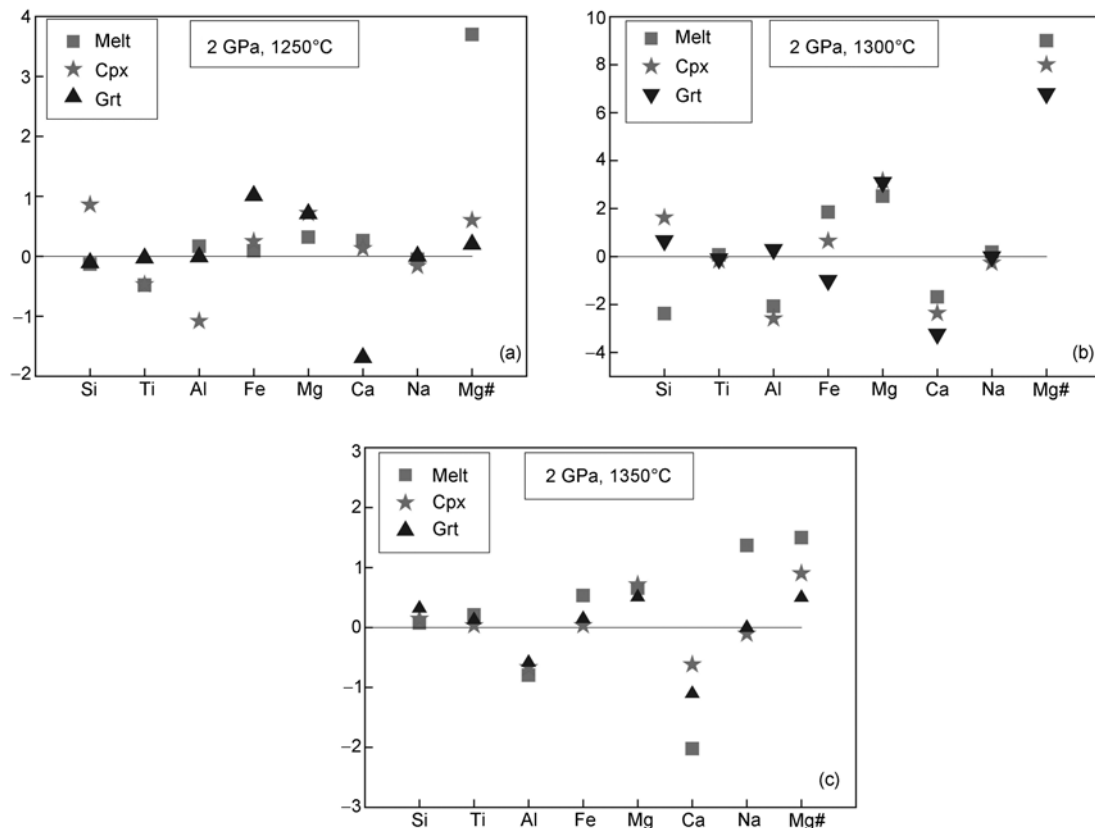 4
3
2
1
0
−1
−2
Melt
Cpx
Grt
2 GPa, 1250°C
(a)
Si Ti Al Fe Mg Ca Na Mg#
10
8
6
4
2
0
−2
−4
Melt
Cpx
Grt
2 GPa, 1300°C
(b)
Si Ti Al Fe Mg Ca Na Mg#
3
2
1
0
−1
−2
−3
Melt
Cpx
Grt
2 GPa, 1350°C
(c)
Si Ti Al Fe Mg Ca Na Mg#